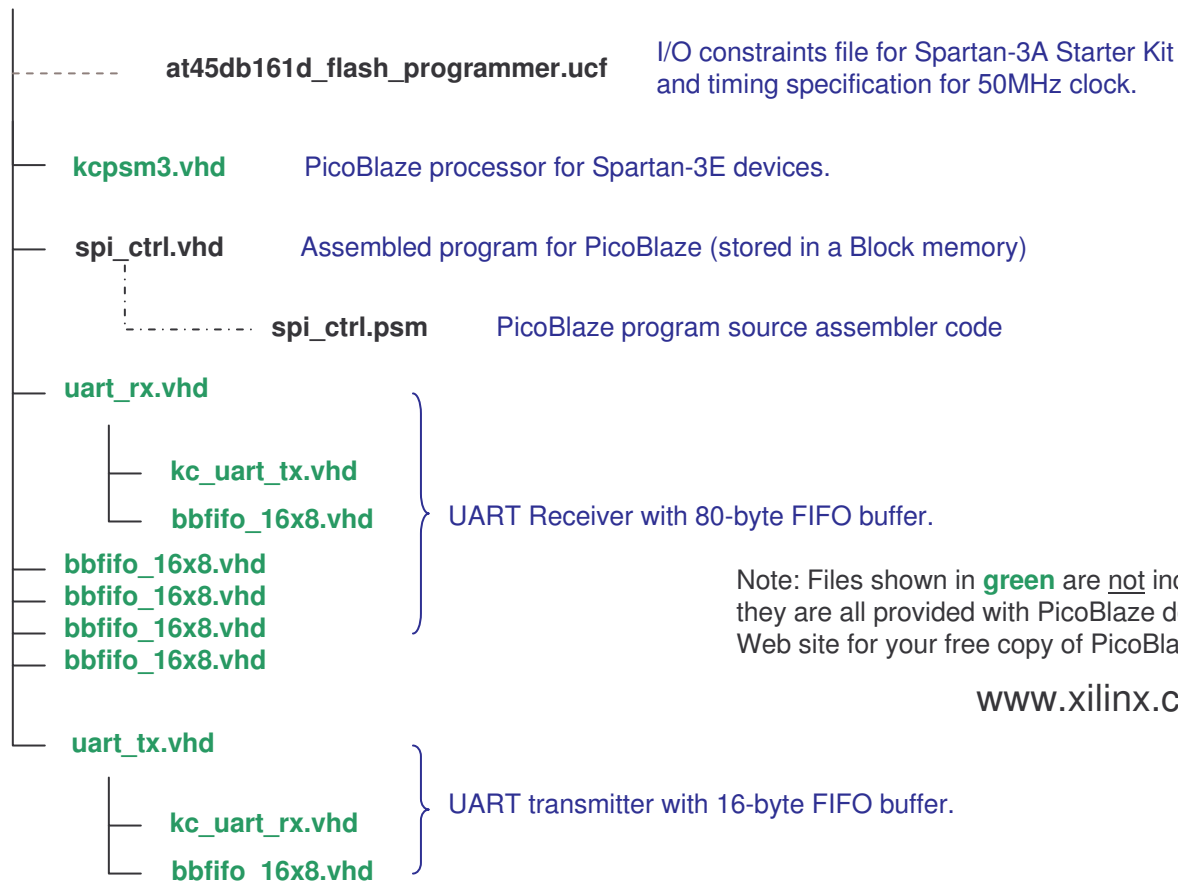 at45db161d_flash_programmer.ucf
I/O constraints file for Spartan-3A Starter Kit
and timing specification for 50MHz clock.
kcpsm3.vhd PicoBlaze processor for Spartan-3E devices.
spi_ctrl.vhd Assembled program for PicoBlaze (stored in a Block memory)
spi_ctrl.psm PicoBlaze program source assembler code
uart_rx.vhd
kc_uart_tx.vhd
bbfifo_16x8.vhd
UART Receiver with 80-byte FIFO buffer.
bbfifo_16x8.vhd
bbfifo_16x8.vhd
bbfifo_16x8.vhd
bbfifo_16x8.vhd
Note: Files shown in green are not
they are all provided with PicoBlaze
Web site for your free copy of
www.xilinx.c
uart_tx.vhd
kc_uart_rx.vhd
bbfifo_16x8.vhd
UART transmitter with 16-byte FIFO buffer.